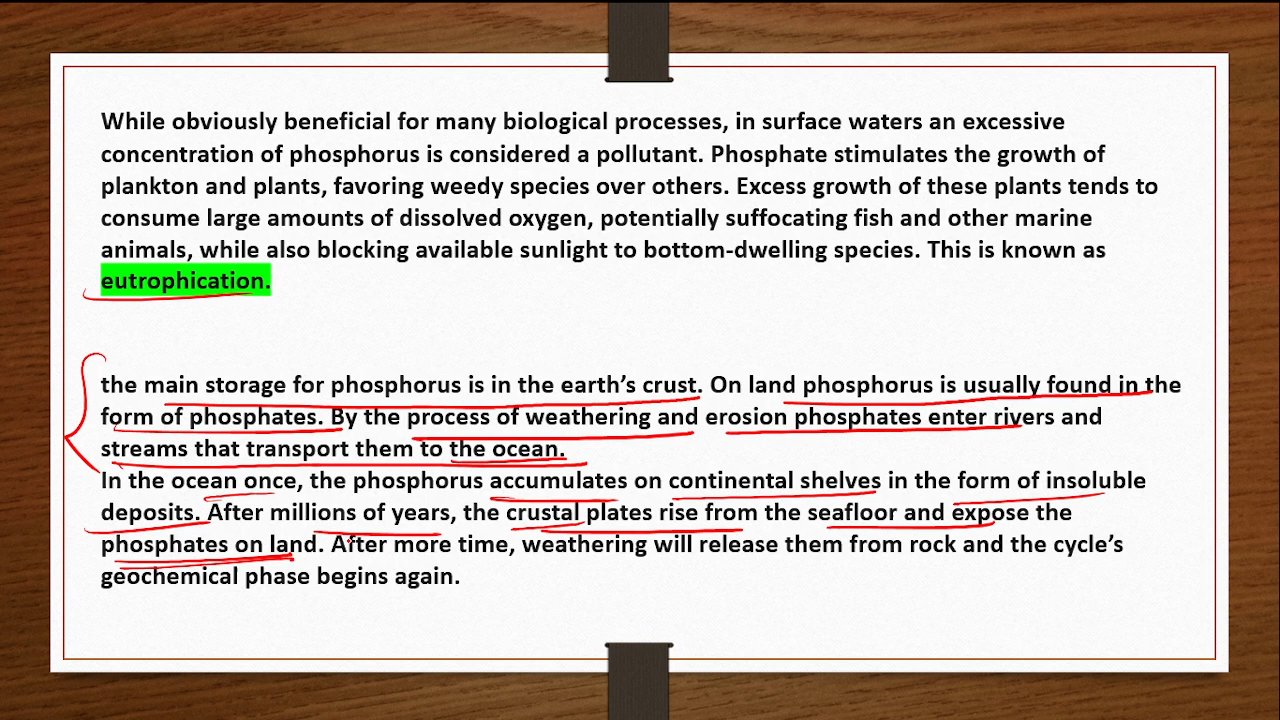 While obviously beneficial for many biological processes, in surface waters an excessive
concentration of phosphorus is considered a pollutant. Phosphate stimulates the growth of
plankton and plants, favoring weedy species over others. Excess growth of these plants tends to
consume large amounts of dissolved oxygen, potentially suffocating fish and other marine
animals, while also blocking available sunlight to bottom-dwelling species. This is known as
eutrophication.
the main storage for phosphorus is in the earth’s crust. On land phosphorus is usually found in the
form of phosphates. By the process of weathering and erosion phosphates enter rivers and
streams that transport them to the ocean.
In the ocean once, the phosphorus accumulates on continental shelves in the form of insoluble
deposits. After millions of years, the crustal plates rise from the seafloor and expose the
phosphates on land. After more time, weathering will release them from rock and the cycle’s
geochemical phase begins again.